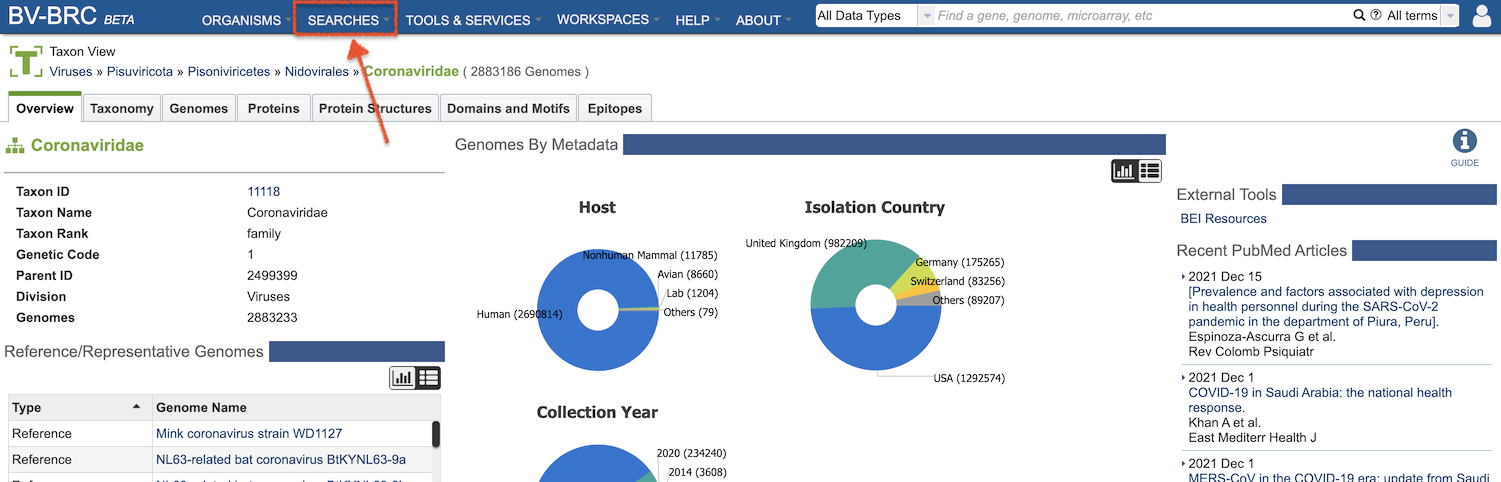 BV-BRC BETA
ORGANISMS SEARCHES TOOLS & SERVICES WORKSPACES HELP ABOUT
All Data Types Find a gene, genome, microarray, etc All terms
Taxon View
Viruses » Pisuviricota » Pisoniviricetes » Nidovirales » Coronaviridae ( 2883186 Genomes )
Overview Taxonomy Genomes Proteins Protein Structures Domains and Motifs Epitopes
Coronaviridae
Taxon ID 11118
Taxon Name Coronaviridae
Taxon Rank family
Genetic Code 1
Parent ID 2499399
Division Viruses
Genomes 2883233
Reference/Representative Genomes
Type Genome Name
Reference Mink coronavirus strain WD1127
Reference NL63-related bat coronavirus BtKYNL63-9a
Genomes By Metadata
Host
Nonhuman Mammal (11785)
Avian (8660)
Lab (1204)
Others (79)
Human (2690814)
Isolation Country
United Kingdom (982209)
Germany (175265)
Switzerland (83256)
Others (89207)
USA (1292574)
Collection Year
2020 (234240)
2014 (3608)
GUIDE
External Tools
BEI Resources
Recent PubMed Articles
2021 Dec 15
[Prevalence and factors associated with depression
in health personnel during the SARS-CoV-2
pandemic in the department of Piura, Peru].
Espinoza-Ascurra G et al.
Rev Colomb Psiquiatr
2021 Dec 1
COVID-19 in Saudi Arabia: the national health
response.
Khan A et al.
East Mediterr Health J
2021 Dec 1
MERS-CoV in the COVID-19 era: update from Saudi